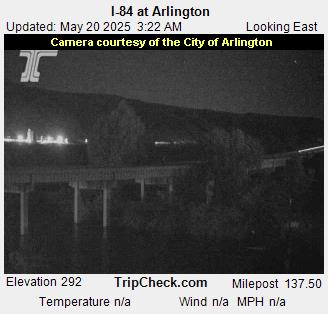 I-84 at Arlington
Updated: May 20 2025 3:22 AM Looking East
Camera courtesy of the City of Arlington
Elevation 292 TripCheck.com Milepost 137.50
Temperature n/a Wind n/a MPH n/a